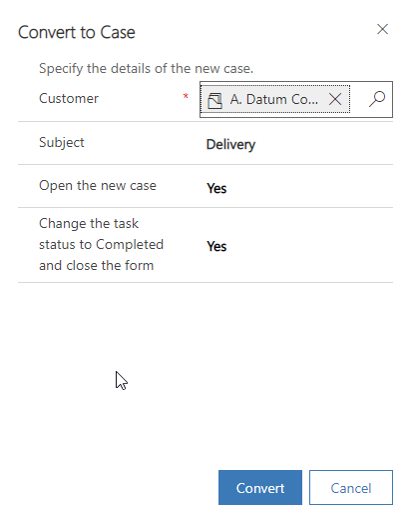 Convert to Case
Specify the details of the new case.
Customer * A. Datum Co...
Subject Delivery
Open the new case Yes
Change the task
status to Completed Yes
and close the form
Convert Cancel